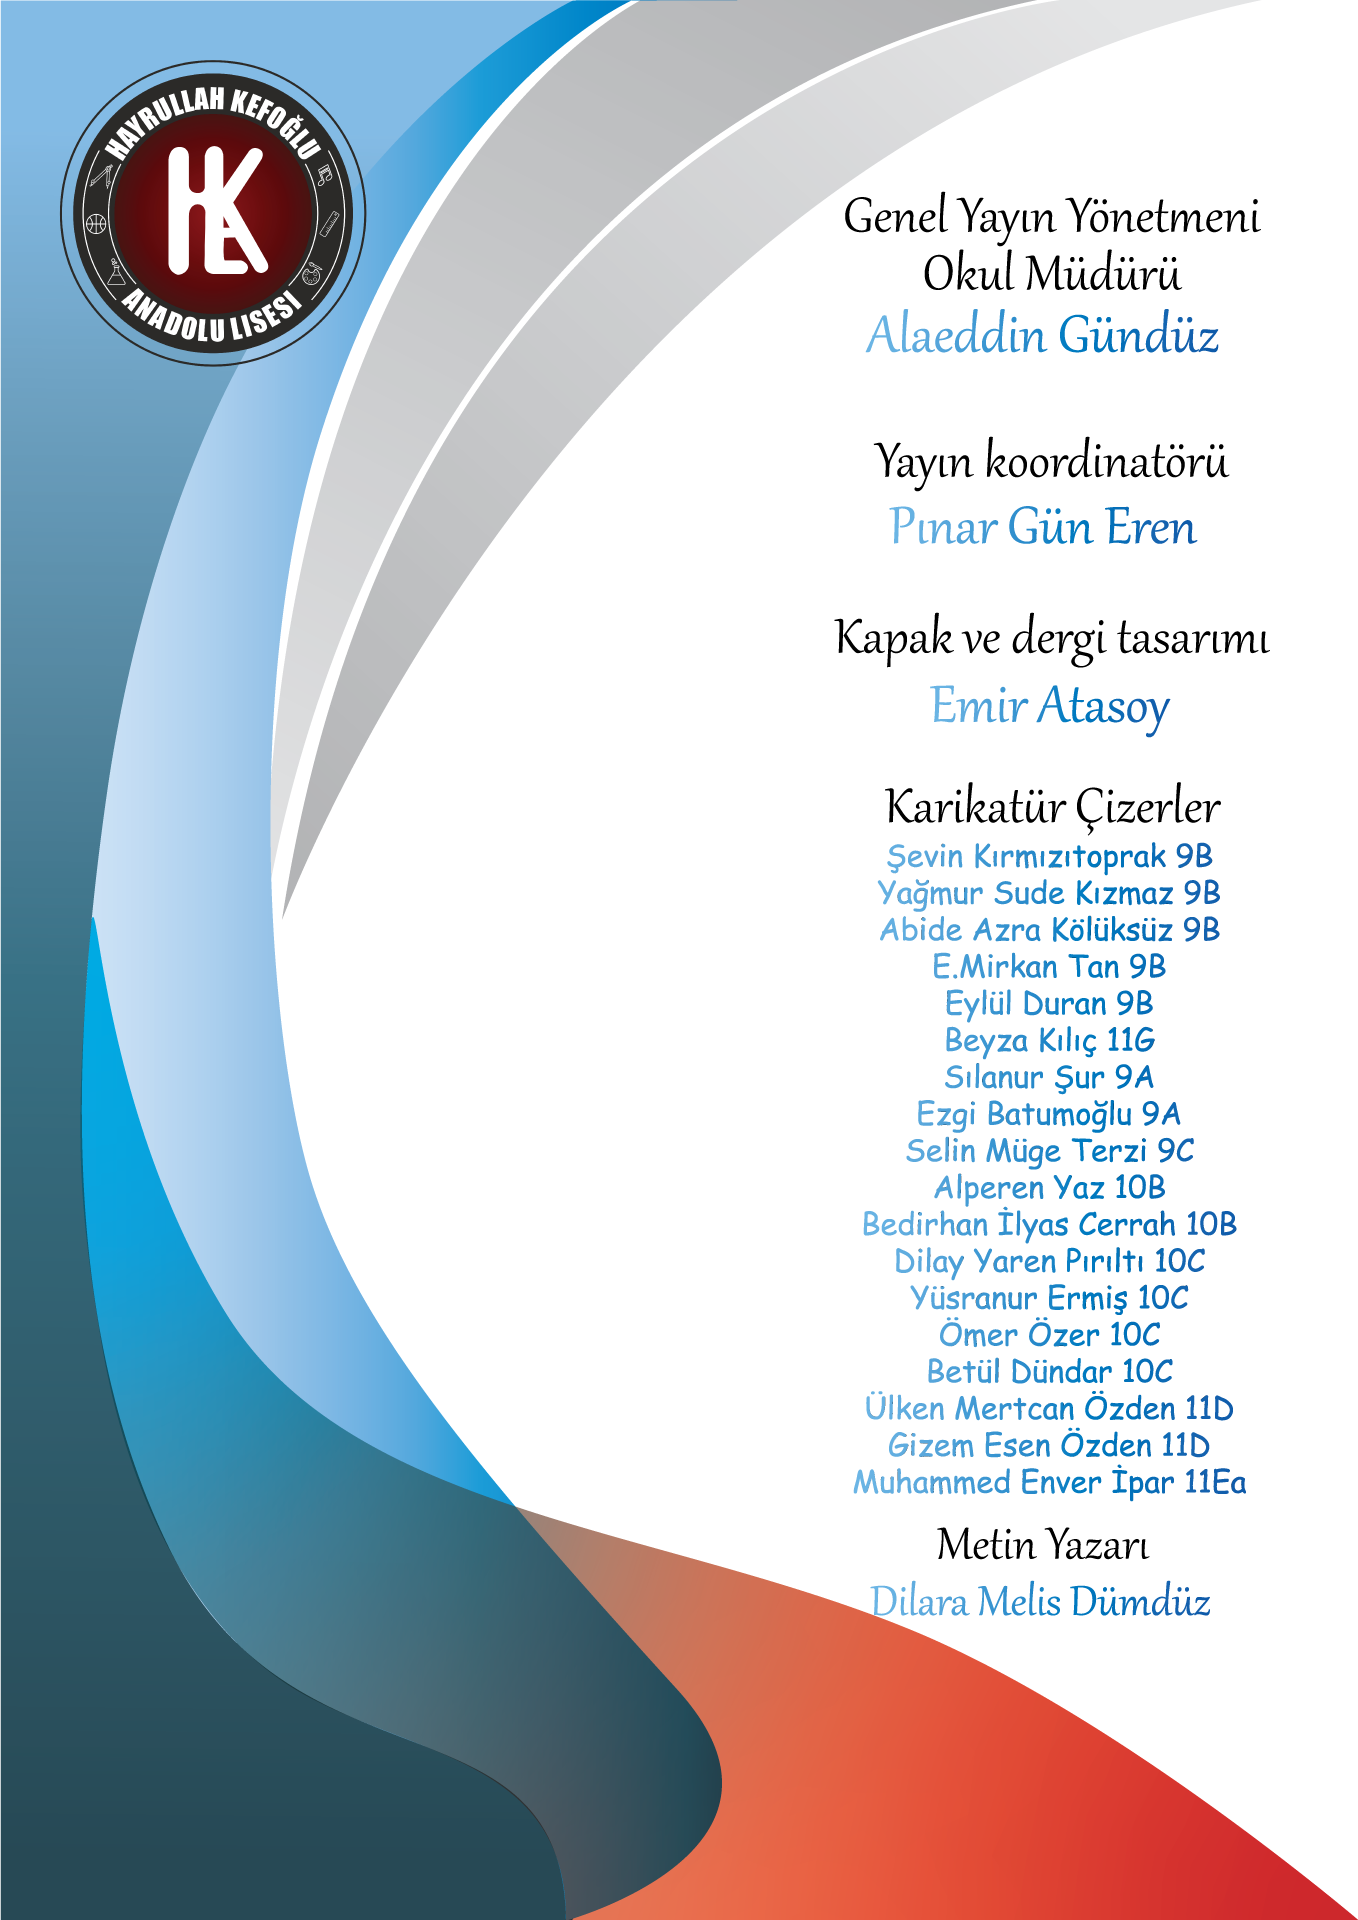 HAYRULLAH KEFOĞLU
HL
ANADOLU LISESI
Genel Yayın Yönetmeni
Okul Müdürü
Alaeddin Gündüz
Yayın koordinatörü
Pınar Gün Eren
Kapak ve dergi tasarımı
Emir Atasoy
Karikatür Çizerler
Şevin Kırmızıtoprak 9B
Yağmur Sude Kızmaz 9B
Abide Azra Kölüksüz 9B
E.Mirkan Tan 9B
Eylül Duran 9B
Beyza Kılıç 11G
Sılanur Şur 9A
Ezgi Batumoğlu 9A
Selin Müge Terzi 9C
Alperen Yaz 10B
Bedirhan İlyas Cerrah 10B
Dilay Yaren Pırıltı 10C
Yüsranur Ermiş 10C
Ömer Özer 10C
Betül Dündar 10C
Ülken Mertcan Özden 11D
Gizem Esen Özden 11D
Muhammed Enver İpar 11Ea
Metin Yazarı
Dilara Melis Dümdüz